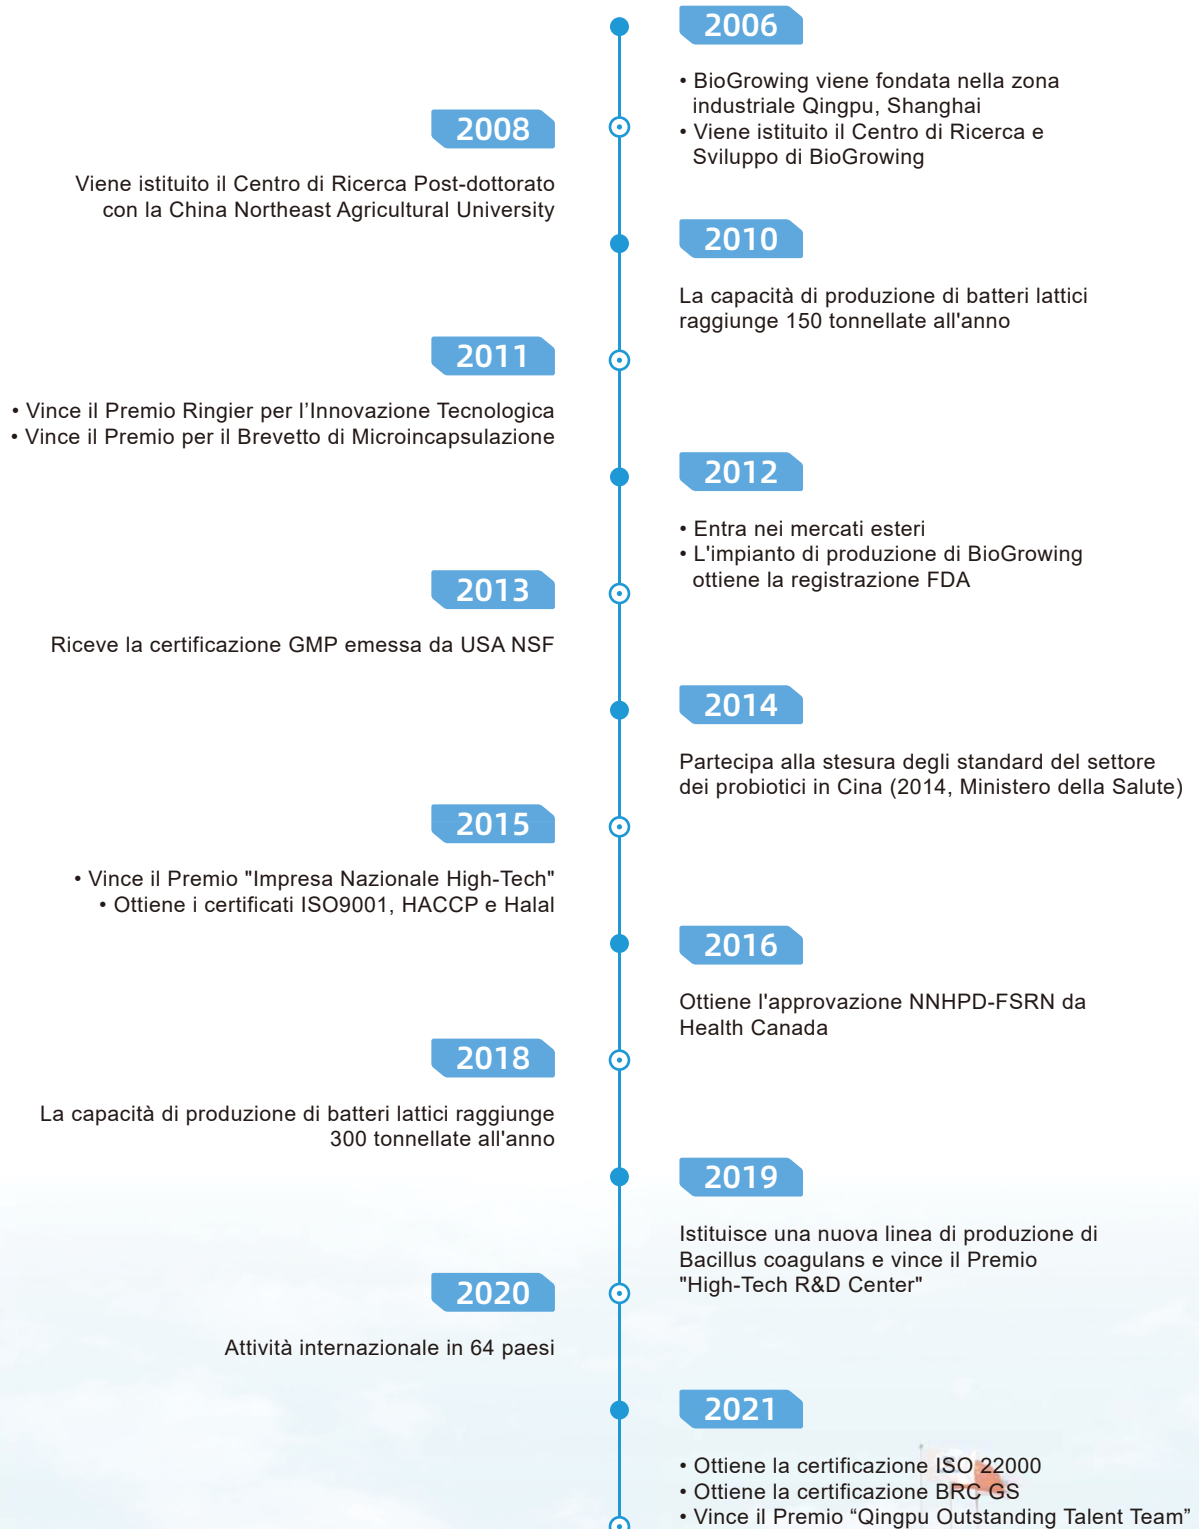 2006
• BioGrowing viene fondata nella zona
industriale Qingpu, Shanghai
• Viene istituito il Centro di Ricerca e
Sviluppo di BioGrowing
2008
Viene istituito il Centro di Ricerca Post-dottorato
con la China Northeast Agricultural University
2010
La capacità di produzione di batteri lattici
raggiunge 150 tonnellate all'anno
2011
• Vince il Premio Ringier per l’Innovazione Tecnologica
• Vince il Premio per il Brevetto di Microincapsulazione
2012
• Entra nei mercati esteri
• L'impianto di produzione di BioGrowing
ottiene la registrazione FDA
2013
Riceve la certificazione GMP emessa da USA NSF
2014
Partecipa alla stesura degli standard del settore
dei probiotici in Cina (2014, Ministero della Salute)
2015
• Vince il Premio "Impresa Nazionale High-Tech"
• Ottiene i certificati ISO9001, HACCP e Halal
2016
Ottiene l'approvazione NNHPD-FSRN da
Health Canada
2018
La capacità di produzione di batteri lattici raggiunge
300 tonnellate all'anno
2019
Istituisce una nuova linea di produzione di
Bacillus coagulans e vince il Premio
"High-Tech R&D Center"
2020
Attività internazionale in 64 paesi
2021
• Ottiene la certificazione ISO 22000
• Ottiene la certificazione BRC GS
• Vince il Premio “Qingpu Outstanding Talent Team”